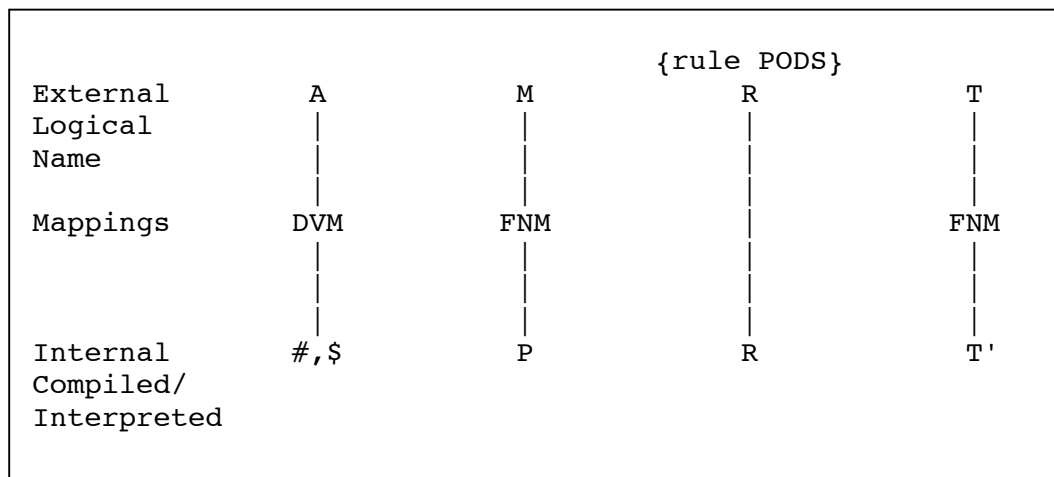 {rule PODS}
External A M R T
Logical
Name
Mappings DVM FNM FNM
Internal #,$ P R T'
Compiled/
Interpreted